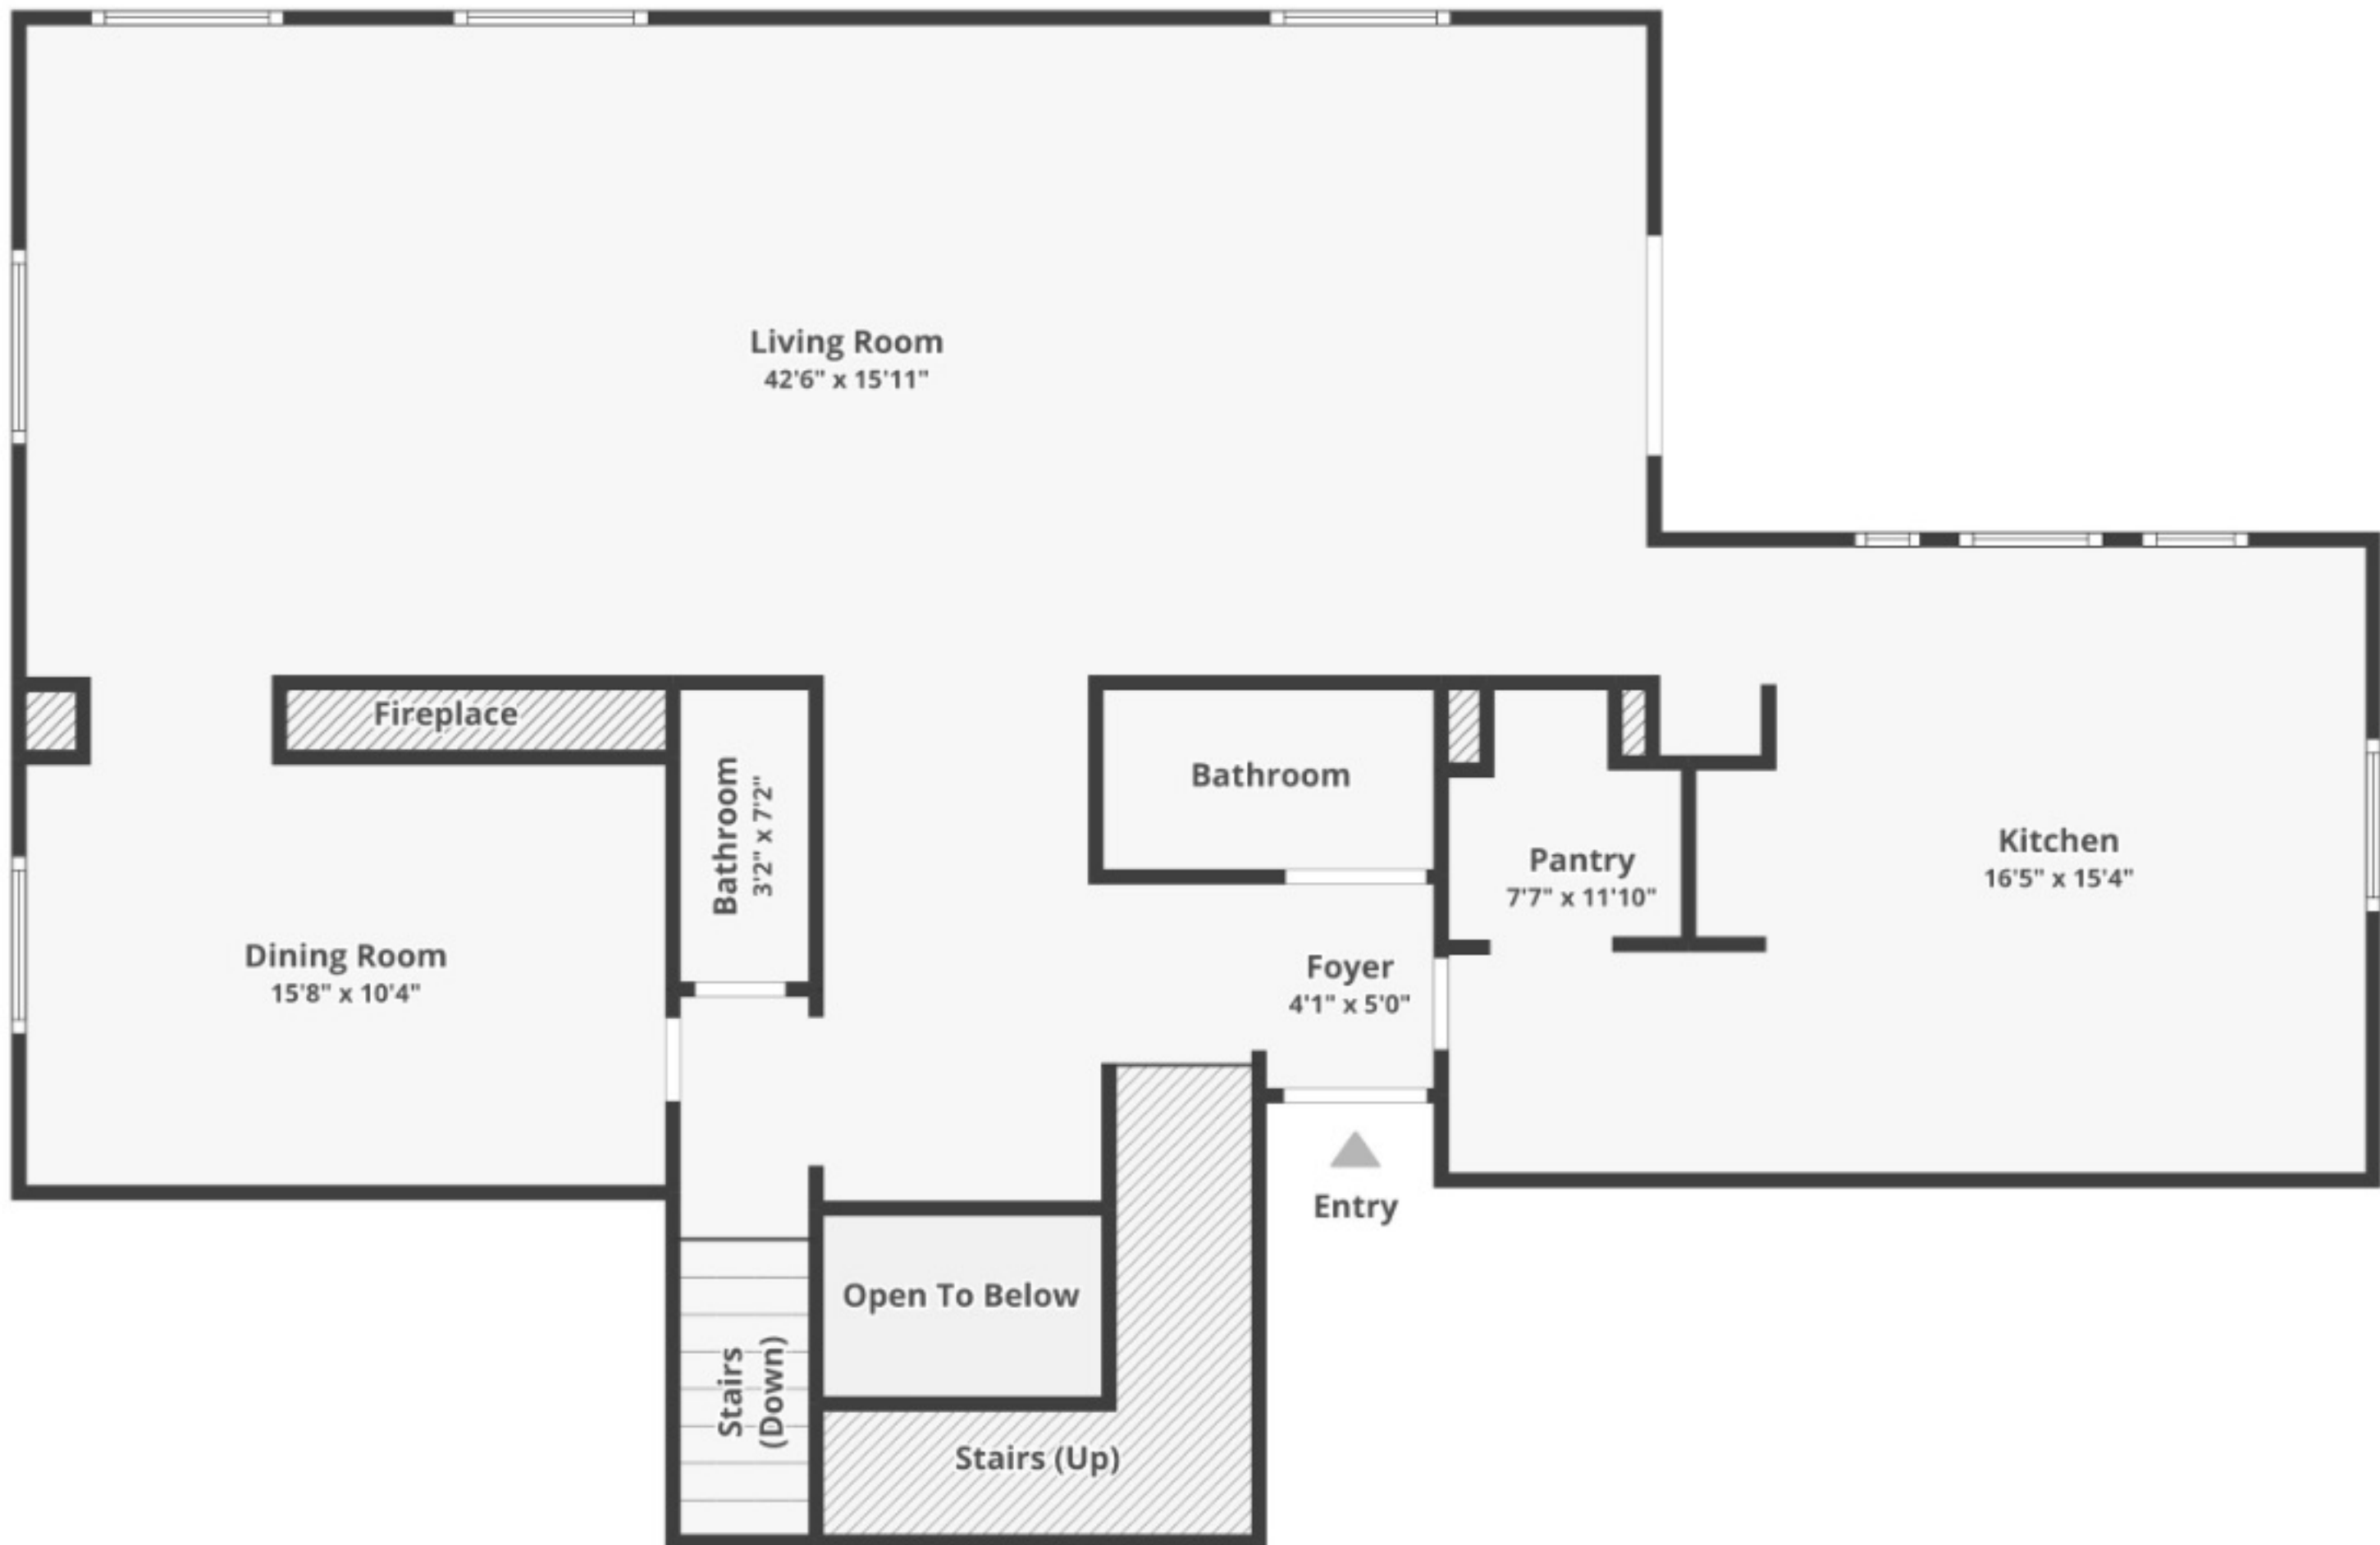 Living Room
42'6" x 15'11"
Fireplace
Bathroom
3'2" x 7'2"
Bathroom
Pantry
7'7" x 11'10"
Kitchen
16'5" x 15'4"
Dining Room
15'8" x 10'4"
Foyer
4'1" x 5'0"
Entry
Open To Below
Stairs
(Down)
Stairs (Up)